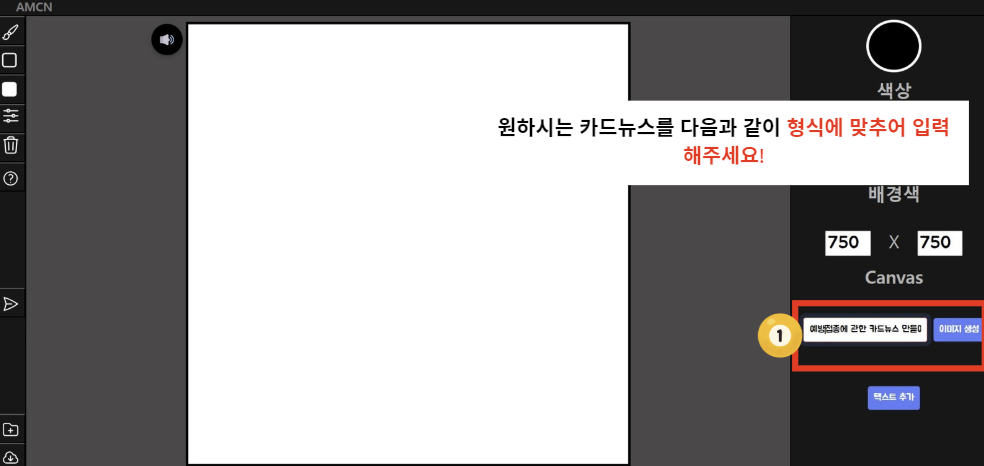 AMCN
색상
원하시는 카드뉴스를 다음과 같이 형식에 맞추어 입력
해주세요!
배경색
750 X 750
Canvas
1
예방접종에 관한 카드뉴스 만들어
이미지 생성
텍스트 추가